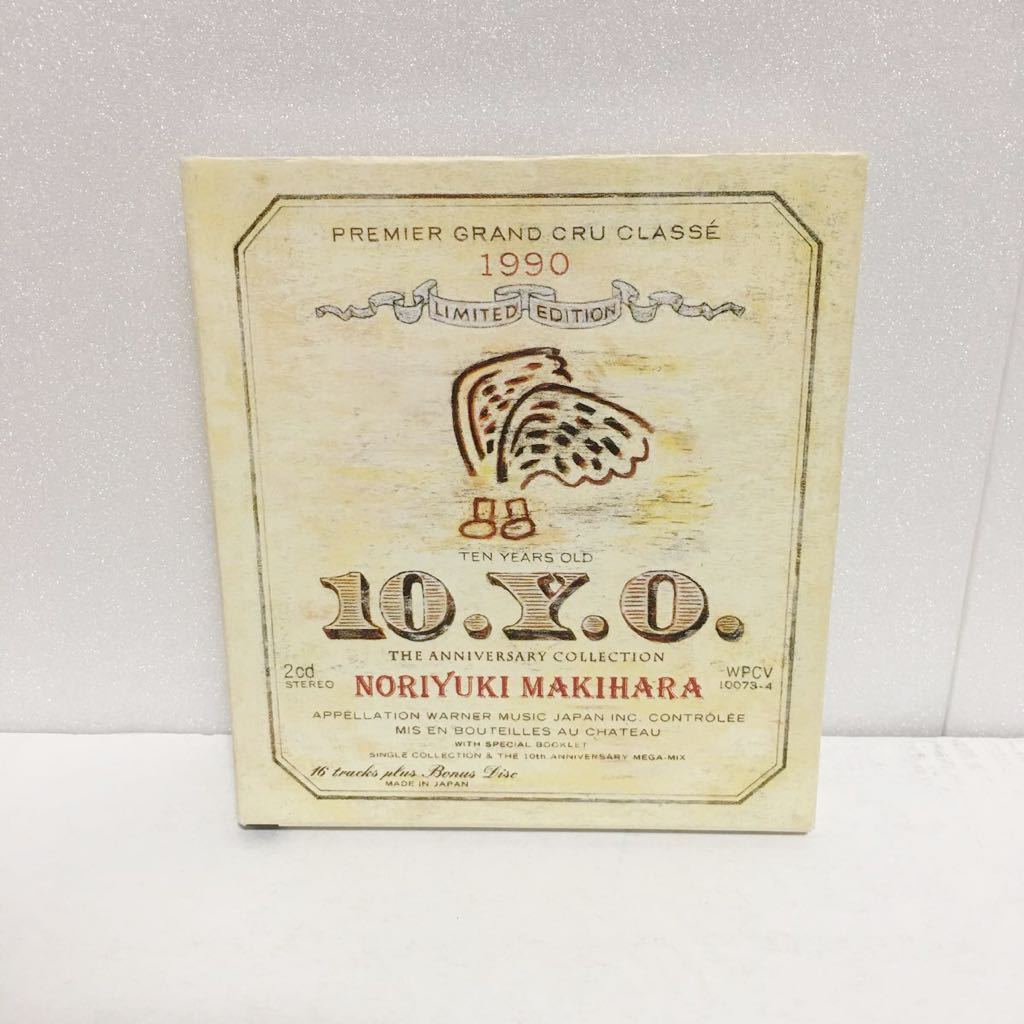 PREMIER GRAND CRU CLASSÉ
1990
LIMITED EDITION
TEN YEARS OLD
10.Y.O.
THE ANNIVERSARY COLLECTION
2cd
STEREO
NORIYUKI MAKIHARA
WPCV
10073-4
APPELLATION WARNER MUSIC JAPAN INC. CONTRÔLÉE
MIS EN BOUTEILLES AU CHATEAU
WITH SPECIAL BOOKLET
SINGLE COLLECTION & THE 10th ANNIVERSARY MEGA-MIX
16 tracks plus Bonus Disc
MADE IN JAPAN